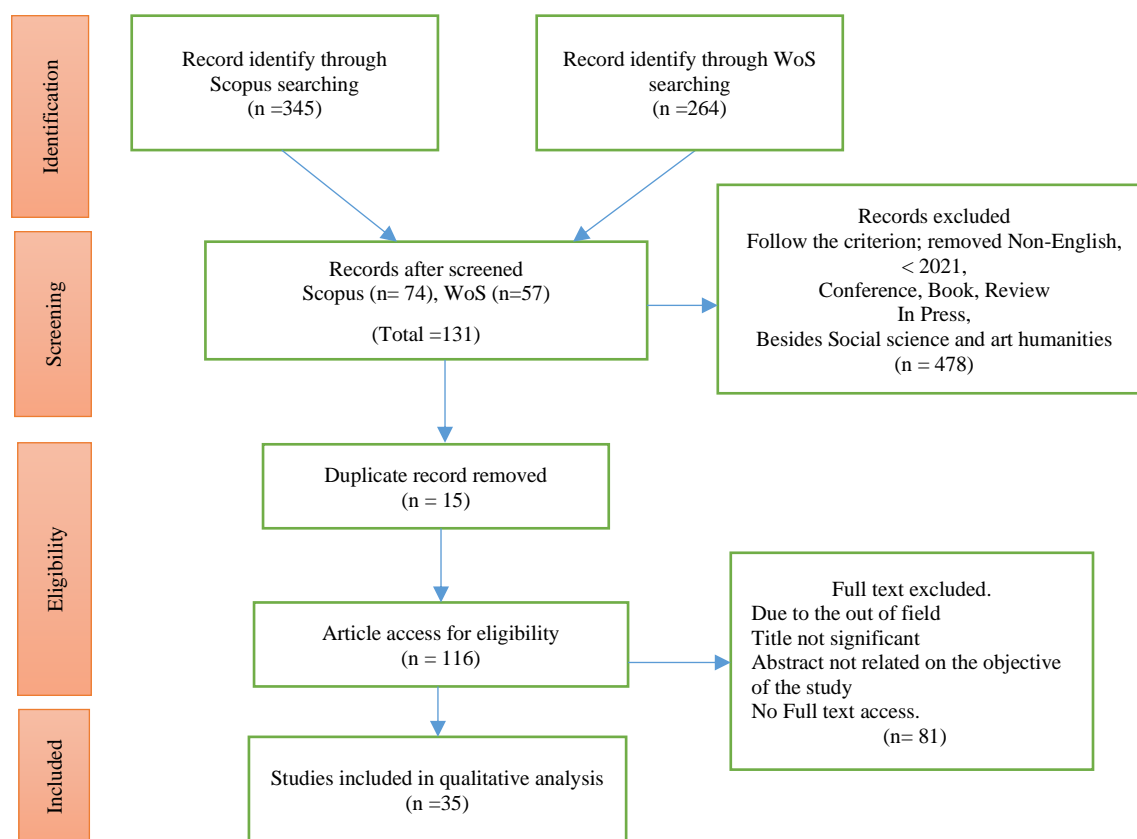 Identification
Record identify through
Scopus searching
(n =345)
Record identify through WoS
searching
(n =264)
Screening
Records after screened
Scopus (n= 74), WoS (n=57)
(Total =131)
Records excluded
Follow the criterion; removed Non-English,
< 2021,
Conference, Book, Review
In Press,
Besides Social science and art humanities
(n = 478)
Eligibility
Duplicate record removed
(n = 15)
Article access for eligibility
(n = 116)
Full text excluded.
Due to the out of field
Title not significant
Abstract not related on the objective
of the study
No Full text access.
(n= 81)
Included
Studies included in qualitative analysis
(n =35)